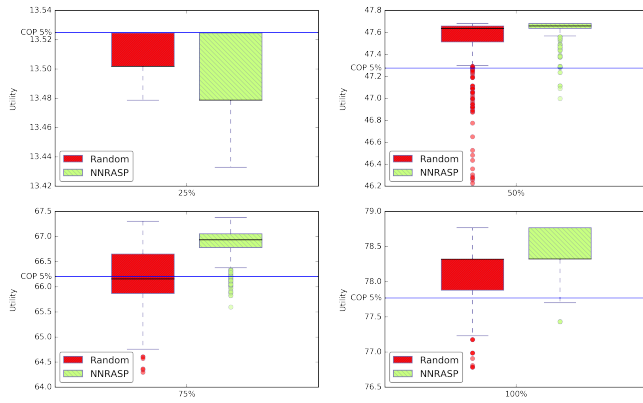 13.54
COP 5%
13.52
13.50
13.48
13.46
13.44
13.42
Utility
Random
NNRASP
25%
47.8
47.6
47.4
COP 5%
47.2
47.0
46.8
46.6
46.4
46.2
Utility
Random
NNRASP
50%
67.5
67.0
66.5
COP 5%
66.0
65.5
65.0
64.5
64.0
Utility
Random
NNRASP
75%
79.0
78.5
78.0
COP 5%
77.5
77.0
76.5
Utility
Random
NNRASP
100%